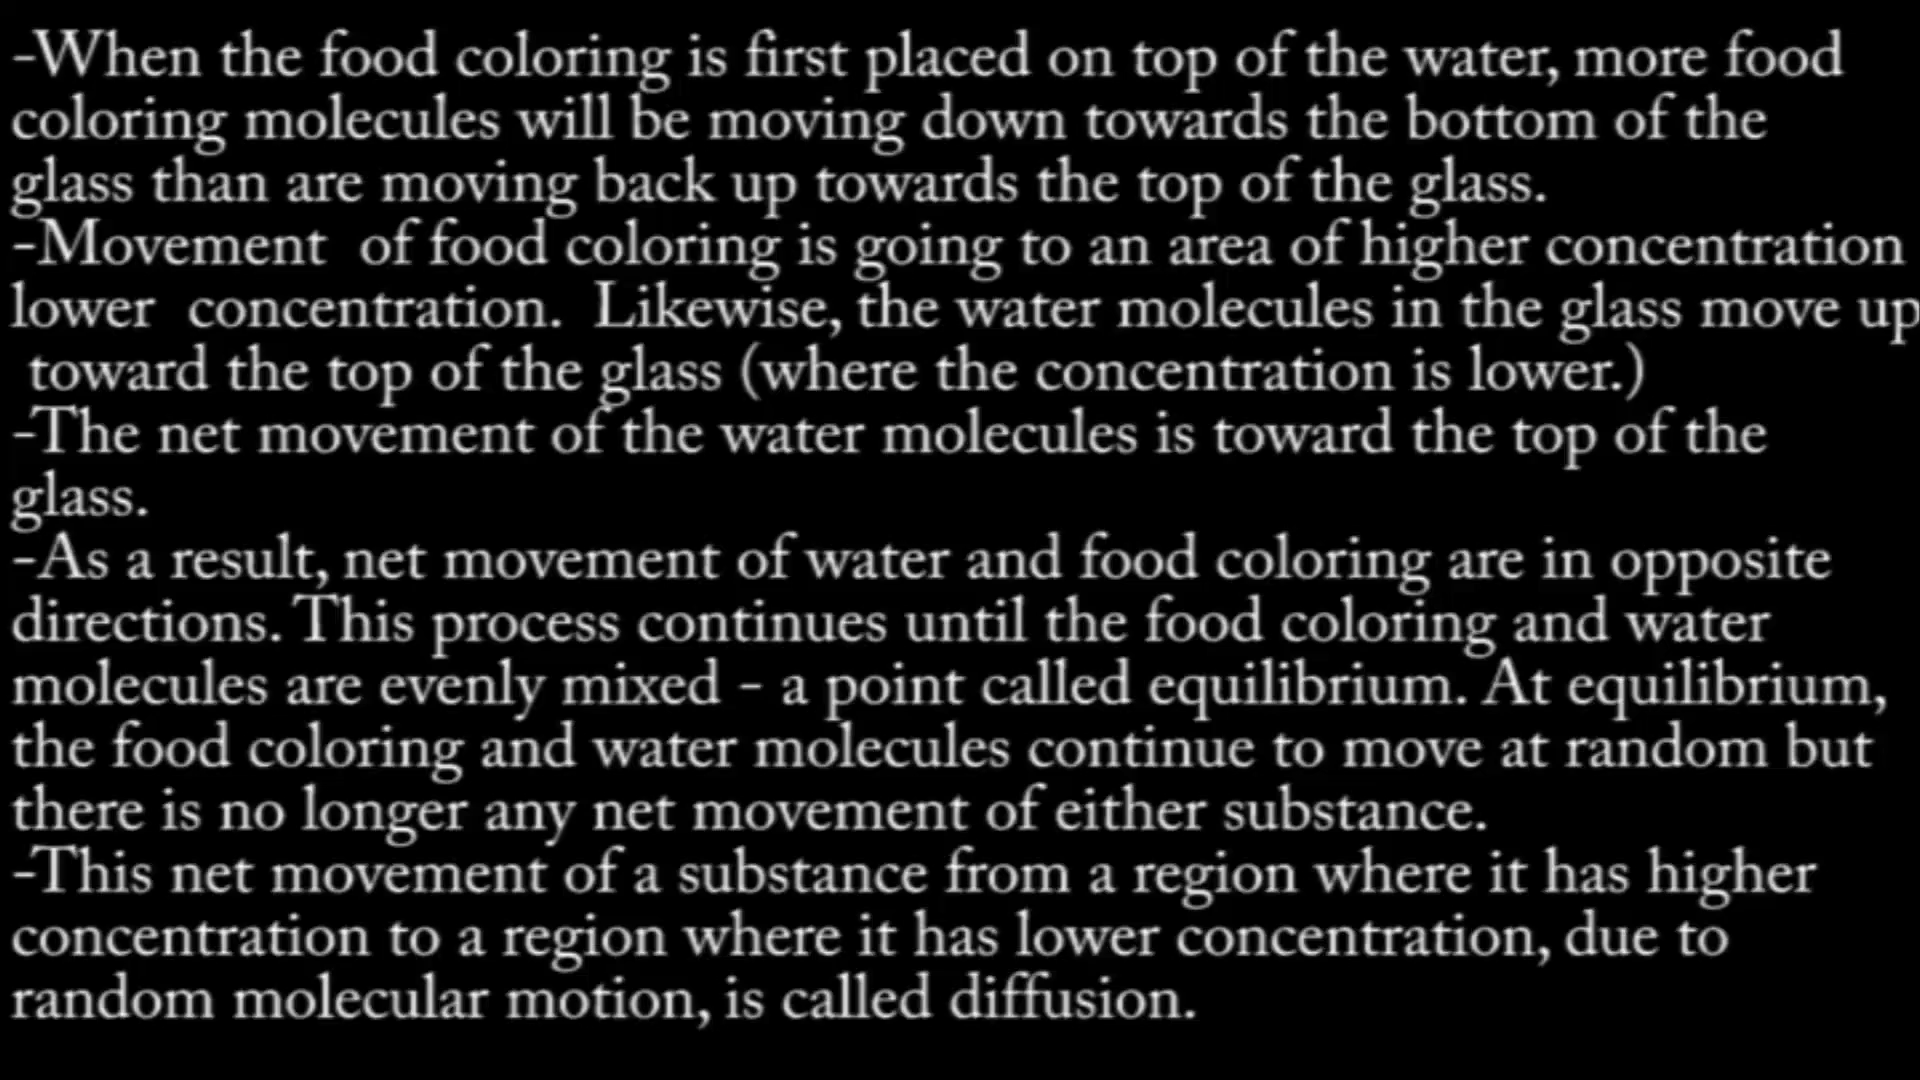 -When the food coloring is first placed on top of the water, more food
coloring molecules will be moving down towards the bottom of the
glass than are moving back up towards the top of the glass.
-Movement  of food coloring is going to an area of higher concentration
lower  concentration.  Likewise, the water molecules in the glass move up
toward the top of the glass (where the concentration is lower.)
-The net movement of the water molecules is toward the top of the
glass.
-As a result, net movement of water and food coloring are in opposite
directions. This process continues until the food coloring and water
molecules are evenly mixed - a point called equilibrium. At equilibrium,
the food coloring and water molecules continue to move at random but
there is no longer any net movement of either substance.
-This net movement of a substance from a region where it has higher
concentration to a region where it has lower concentration, due to
random molecular motion, is called diffusion.